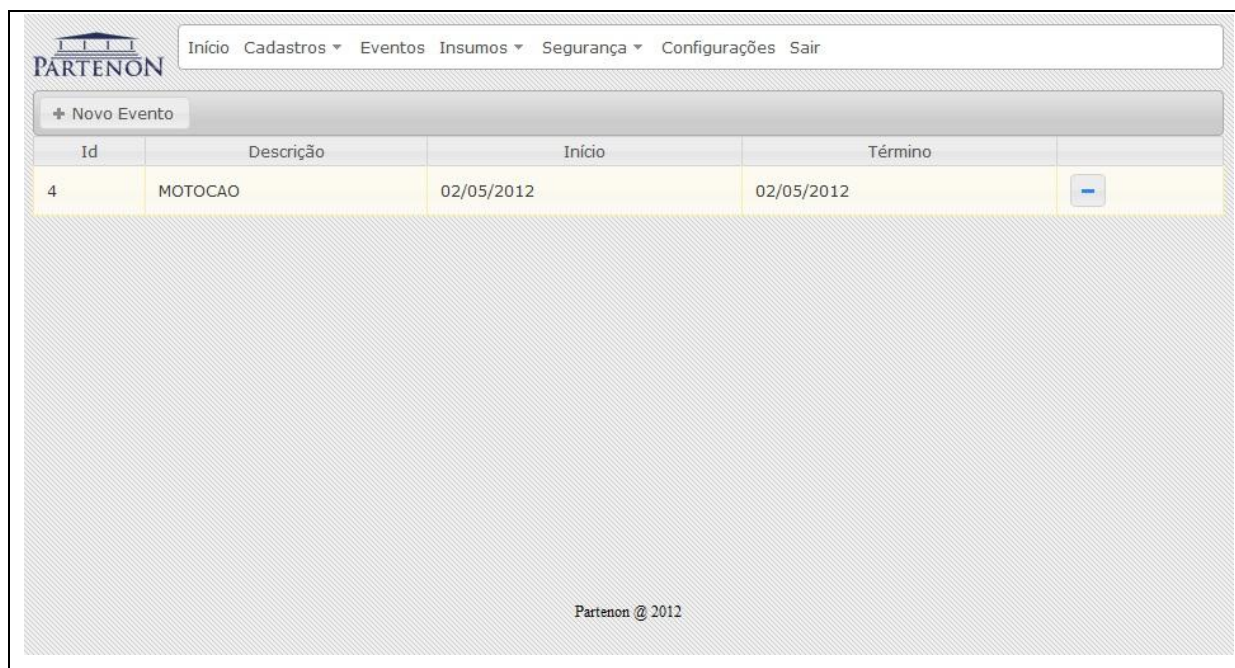 PARTENON
Início Cadastros Eventos Insumos Segurança Configurações Sair
+ Novo Evento
Id Descrição Início Término
4 MOTOCAO 02/05/2012 02/05/2012
Partenon @ 2012